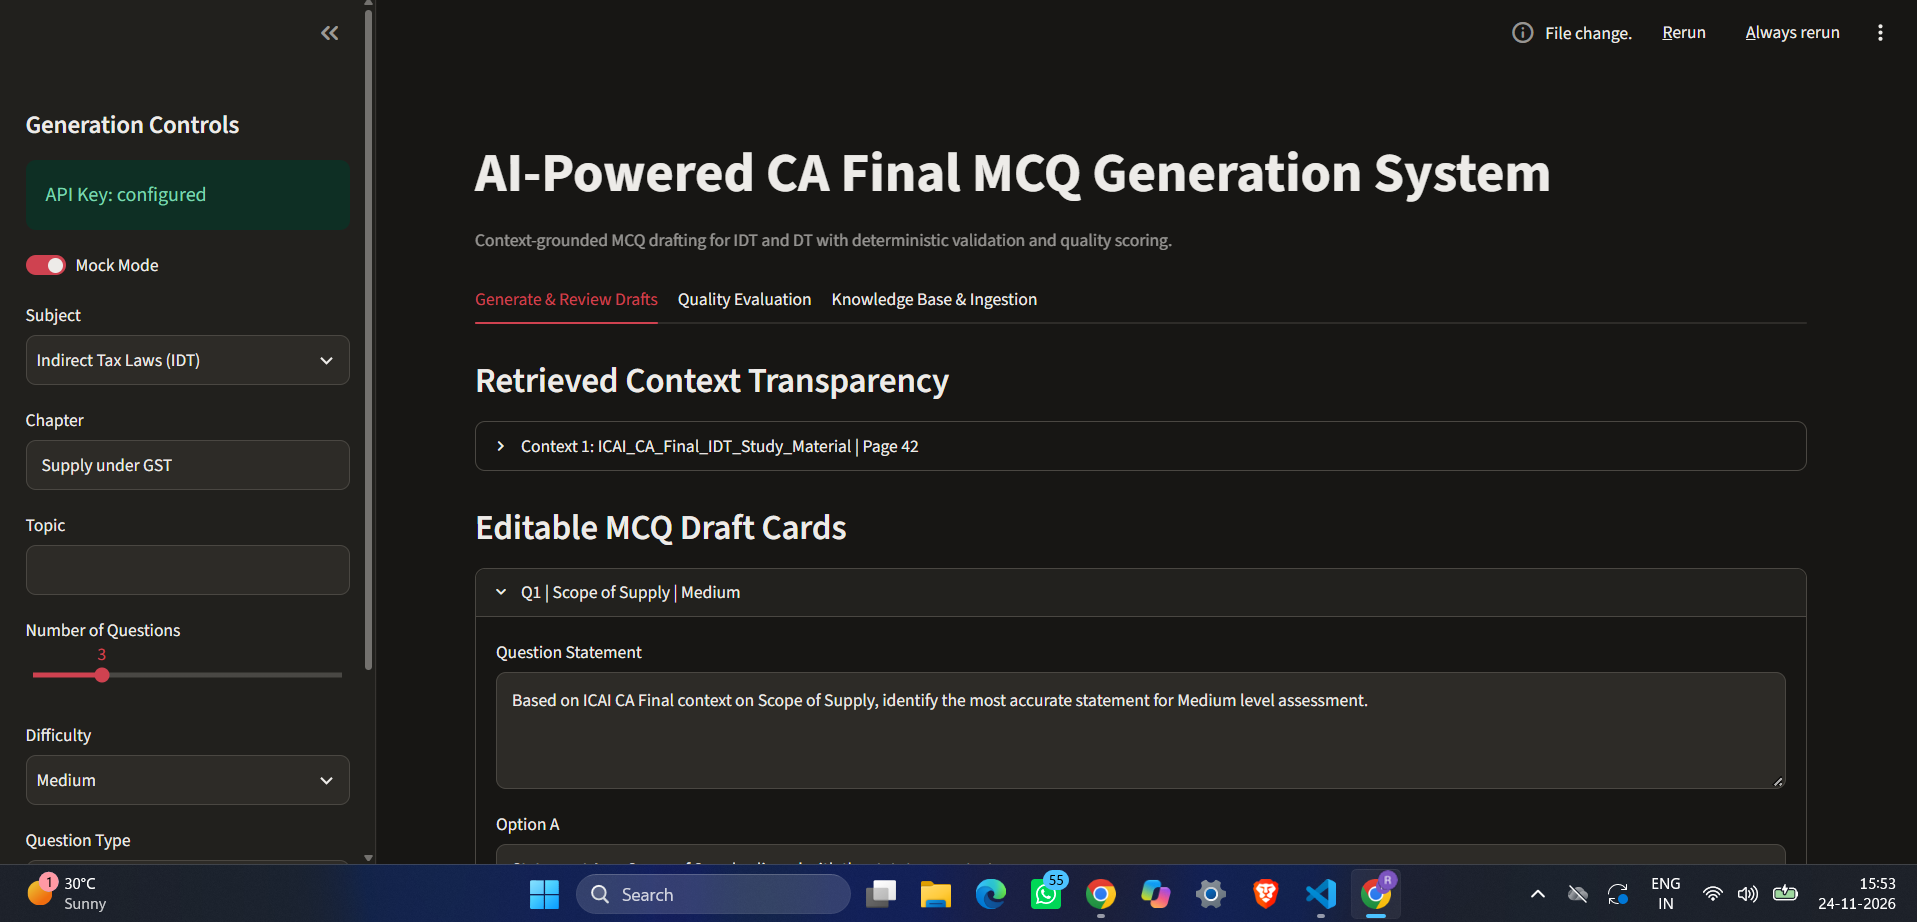 File change.
Rerun
Always rerun
Generation Controls
API Key: configured
Mock Mode
Subject
Indirect Tax Laws (IDT)
Chapter
Supply under GST
Topic
Number of Questions
3
Difficulty
Medium
Question Type
AI-Powered CA Final MCQ Generation System
Context-grounded MCQ drafting for IDT and DT with deterministic validation and quality scoring.
Generate & Review Drafts
Quality Evaluation
Knowledge Base & Ingestion
Retrieved Context Transparency
Context 1: ICAI_CA_Final_IDT_Study_Material | Page 42
Editable MCQ Draft Cards
Q1 | Scope of Supply | Medium
Question Statement
Based on ICAI CA Final context on Scope of Supply, identify the most accurate statement for Medium level assessment.
Option A
1
30°C
Sunny
Search
55
R
ENG
IN
15:53
24-11-2026